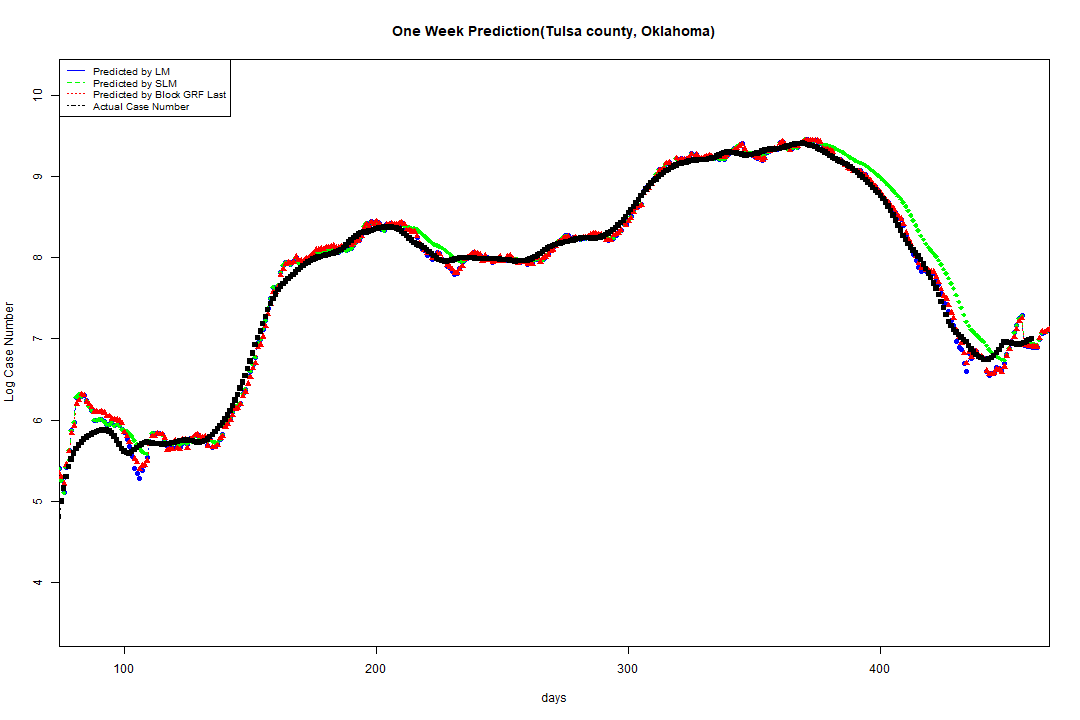 One Week Prediction(Tulsa county, Oklahoma)
Predicted by LM
Predicted by SLM
Predicted by Block GRF Last
Actual Case Number
10
9
8
7
6
5
4
Log Case Number
100 200 300 400
days